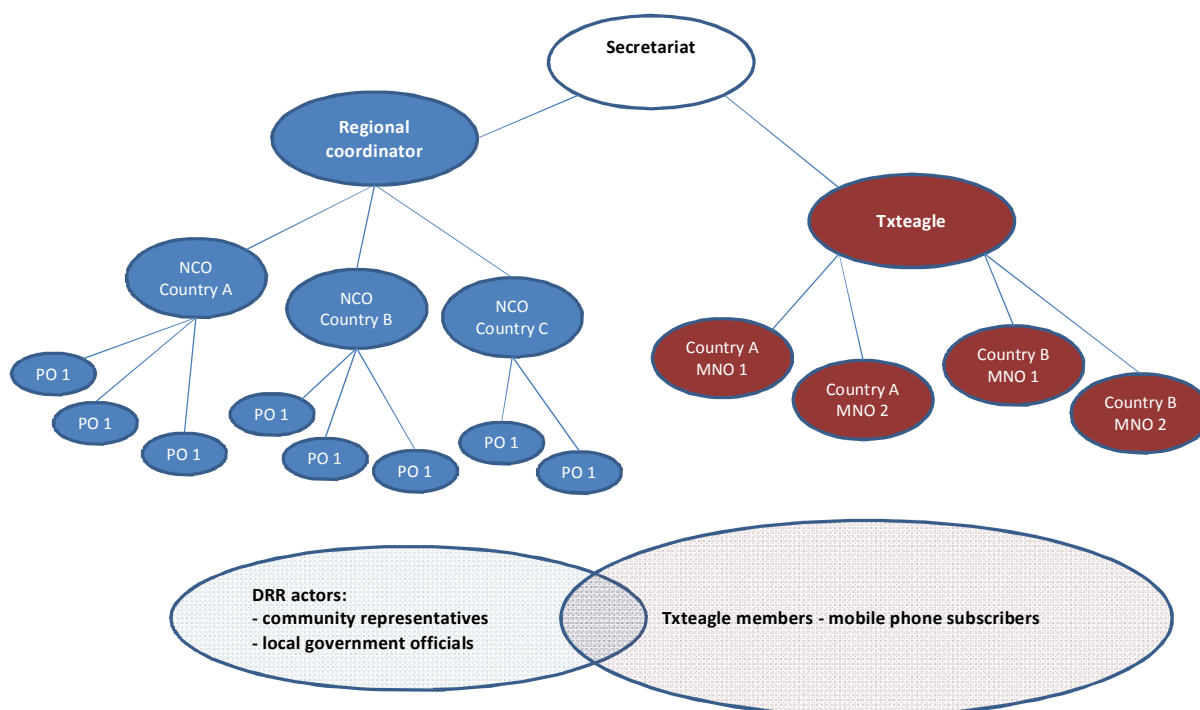 Secretariat
Regional
coordinator
Txteagle
NCO
Country A
NCO
Country B
NCO
Country C
Country A
MNO 1
Country A
MNO 2
Country B
MNO 1
Country B
MNO 2
PO 1
PO 1
PO 1
PO 1
PO 1
PO 1
PO 1
PO 1
DRR actors:
- community representatives
- local government officials
Txteagle members - mobile phone subscribers